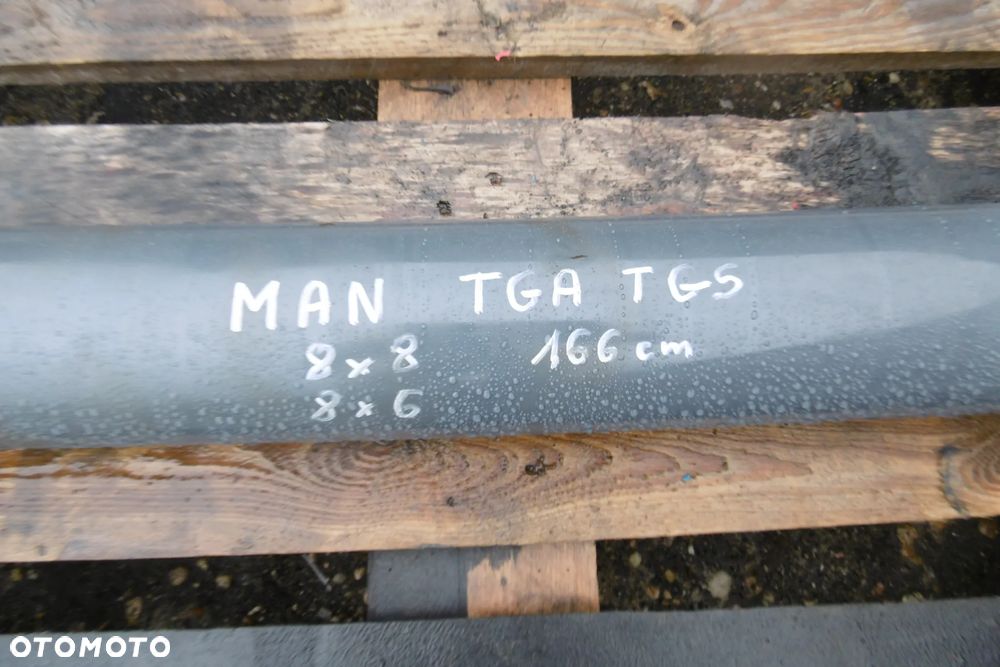 MAN TGA TGS
8x8 166 cm
8x6
OTOMOTO